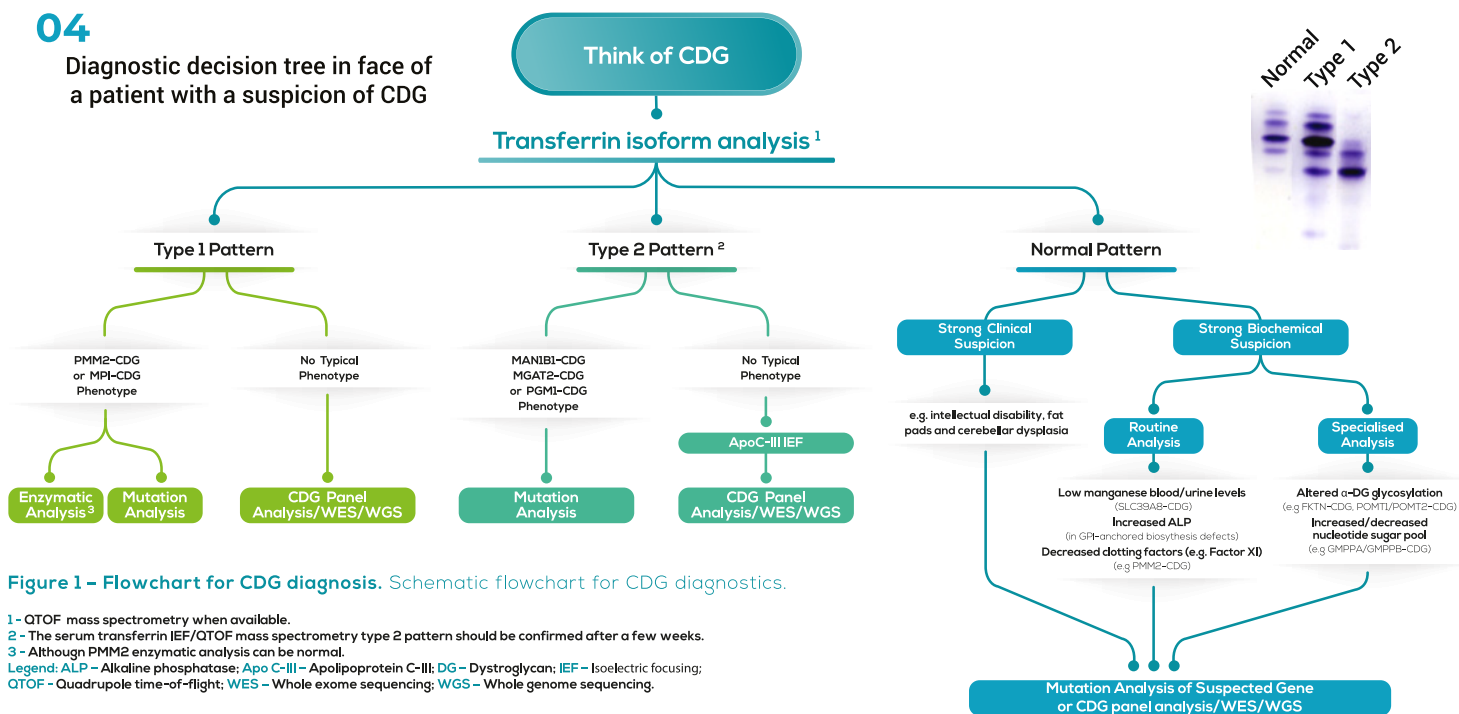 04
Diagnostic decision tree in face of
a patient with a suspicion of CDG
Think of CDG
Normal
Type 1
Type 2
Transferrin isoform analysis 1
Type 1 Pattern
Type 2 Pattern 2
Normal Pattern
PMM2-CDG
or MPI-CDG
Phenotype
No Typical
Phenotype
MAN1B1-CDG
MGAT2-CDG
or PGM1-CDG
Phenotype
No Typical
Phenotype
Strong Clinical
Suspicion
Strong Biochemical
Suspicion
e.g. intellectual disability, fat
pads and cerebellar dysplasia
ApoC-III IEF
Routine
Analysis
Specialised
Analysis
Enzymatic
Analysis3
Mutation
Analysis
CDG Panel
Analysis/WES/WGS
Mutation
Analysis
CDG Panel
Analysis/WES/WGS
Low manganese blood/urine levels
(SLC39A8-CDG)
Increased ALP
(in GPI-anchored biosythesis defects)
Decreased clotting factors (e.g. Factor XI)
(e.g PMM2-CDG)
Altered α-DG glycosylation
(e.g FKTN-CDG, POMT1/POMT2-CDG)
Increased/decreased
nucleotide sugar pool
(e.g GMPPA/GMPPB-CDG)
Mutation Analysis of Suspected Gene
or CDG panel analysis/WES/WGS
Figure 1 – Flowchart for CDG diagnosis. Schematic flowchart for CDG diagnostics.
1 - QTOF mass spectrometry when available.
2 - The serum transferrin IEF/QTOF mass spectrometry type 2 pattern should be confirmed after a few weeks.
3 - Although PMM2 enzymatic analysis can be normal.
Legend: ALP – Alkaline phosphatase; Apo C-III – Apolipoprotein C-III; DG – Dystroglycan; IEF – Isoelectric focusing;
QTOF - Quadrupole time-of-flight; WES – Whole exome sequencing; WGS – Whole genome sequencing.